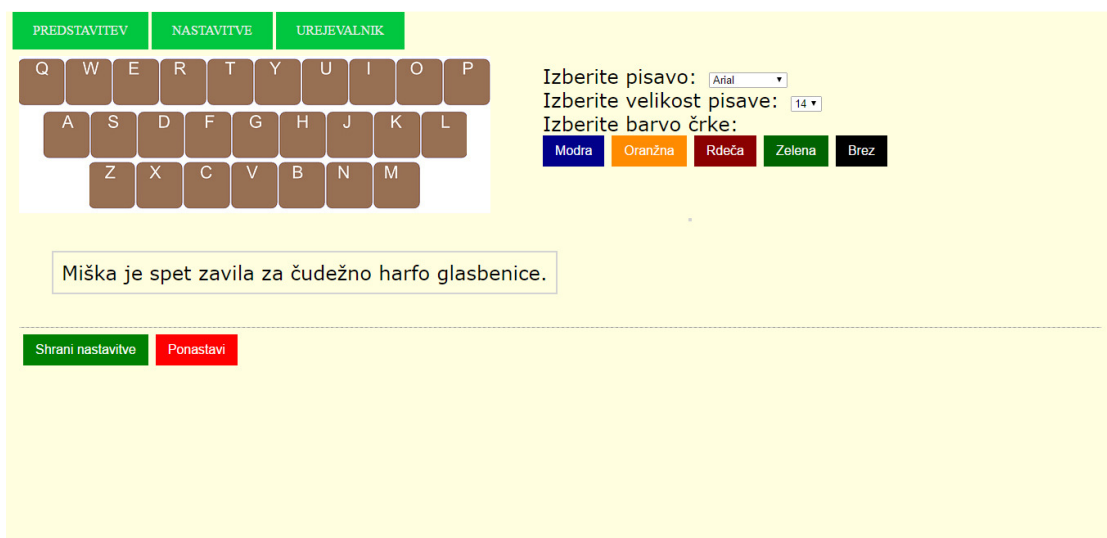 PREDSTAVITEV NASTAVITVE UREJEVALNIK
Q W E R T Y U I O P
A S D F G H J K L
Z X C V B N M
Izberite pisavo: Arial
Izberite velikost pisave: 14
Izberite barvo črke:
Modra Oranžna Rdeča Zelena Brez
Miška je spet zavila za čudežno harfo glasbenice.
Shrani nastavitve Ponastavi